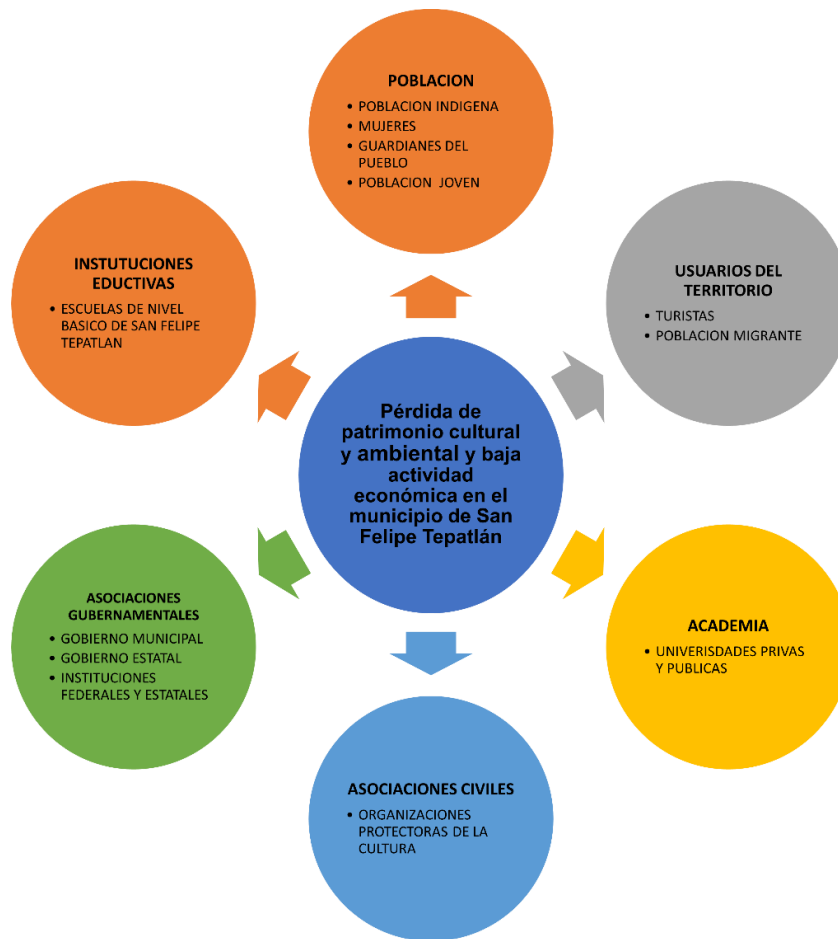 POBLACION
• POBLACION INDIGENA
• MUJERES
• GUARDIANES DEL
PUEBLO
• POBLACION JOVEN
USUARIOS DEL
TERRITORIO
• TURISTAS
• POBLACION MIGRANTE
ACADEMIA
• UNIVERISDADES PRIVAS
Y PUBLICAS
ASOCIACIONES CIVILES
• ORGANIZACIONES
PROTECTORAS DE LA
CULTURA
ASOCIACIONES
GUBERNAMENTALES
• GOBIERNO MUNICIPAL
• GOBIERNO ESTATAL
• INSTITUCIONES
FEDERALES Y ESTATALES
INSTUTUCIONES
EDUCTIVAS
• ESCUELAS DE NIVEL
BASICO DE SAN FELIPE
TEPATLAN
Pérdida de
patrimonio cultural
y ambiental y baja
actividad
económica en el
municipio de San
Felipe Tepatlán